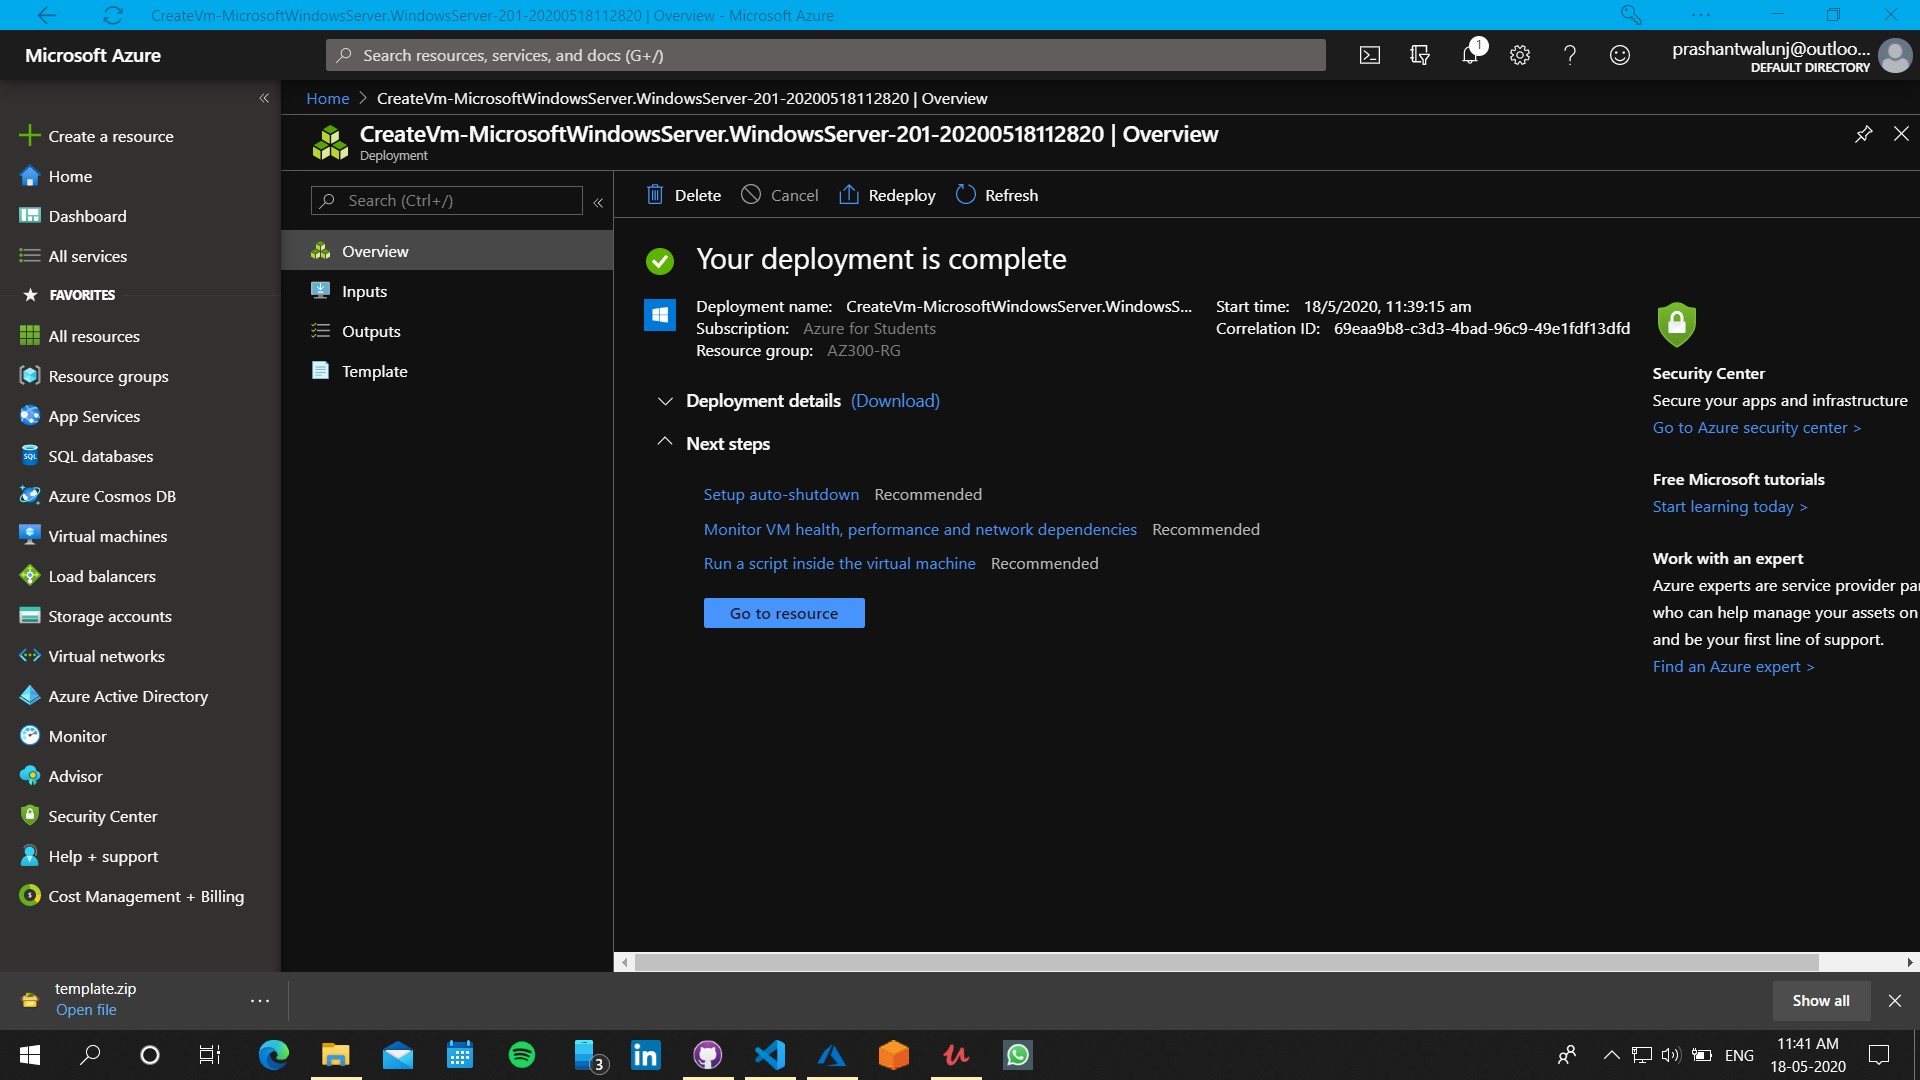 CreateVm-MicrosoftWindowsServer.WindowsServer-201-20200518112820 | Overview - Microsoft Azure
Microsoft Azure
Search resources, services, and docs (G+/)
1
prashantwalunj@outloo...
DEFAULT DIRECTORY
Home > CreateVm-MicrosoftWindowsServer.WindowsServer-201-20200518112820 | Overview
CreateVm-MicrosoftWindowsServer.WindowsServer-201-20200518112820 | Overview
Deployment
Create a resource
Home
Dashboard
All services
FAVORITES
All resources
Resource groups
App Services
SQL databases
Azure Cosmos DB
Virtual machines
Load balancers
Storage accounts
Virtual networks
Azure Active Directory
Monitor
Advisor
Security Center
Help + support
Cost Management + Billing
Search (Ctrl+/)
Overview
Inputs
Outputs
Template
Delete
Cancel
Redeploy
Refresh
Your deployment is complete
Deployment name: CreateVm-MicrosoftWindowsServer.WindowsS...
Subscription: Azure for Students
Resource group: AZ300-RG
Start time: 18/5/2020, 11:39:15 am
Correlation ID: 69eaa9b8-c3d3-4bad-96c9-49e1fdf13dfd
Deployment details (Download)
Next steps
Setup auto-shutdown Recommended
Monitor VM health, performance and network dependencies Recommended
Run a script inside the virtual machine Recommended
Go to resource
Security Center
Secure your apps and infrastructure
Go to Azure security center >
Free Microsoft tutorials
Start learning today >
Work with an expert
Azure experts are service provider par
who can help manage your assets on
and be your first line of support.
Find an Azure expert >
template.zip
Open file
Show all
3
ENG
11:41 AM
18-05-2020